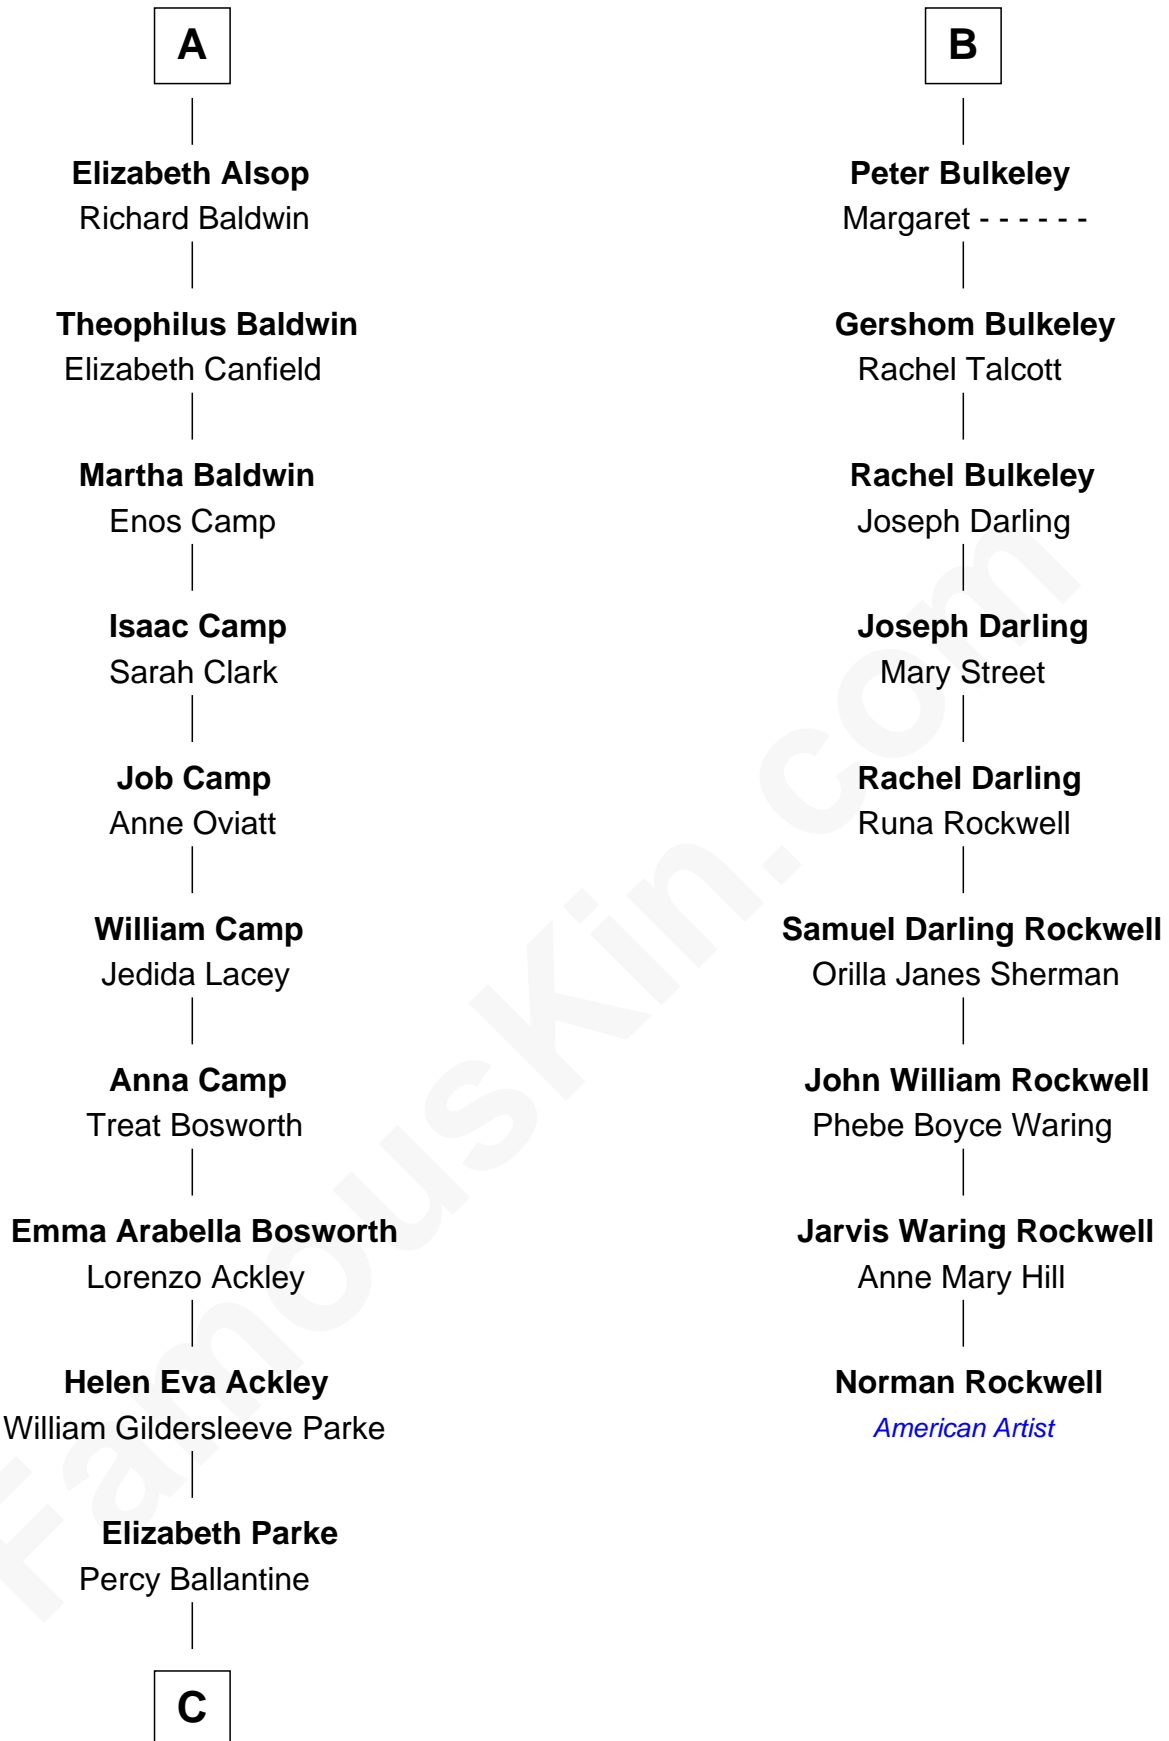 A
Elizabeth Alsop
Richard Baldwin
Theophilus Baldwin
Elizabeth Canfield
Martha Baldwin
Enos Camp
Isaac Camp
Sarah Clark
Job Camp
Anne Oviatt
William Camp
Jedida Lacey
Anna Camp
Treat Bosworth
Emma Arabella Bosworth
Lorenzo Ackley
Helen Eva Ackley
William Gildersleeve Parke
Elizabeth Parke
Percy Ballantine
C
B
Peter Bulkeley
Margaret - - - - - -
Gershom Bulkeley
Rachel Talcott
Rachel Bulkeley
Joseph Darling
Joseph Darling
Mary Street
Rachel Darling
Runa Rockwell
Samuel Darling Rockwell
Orilla Janes Sherman
John William Rockwell
Phebe Boyce Waring
Jarvis Waring Rockwell
Anne Mary Hill
Norman Rockwell
American Artist
FamousKin.com